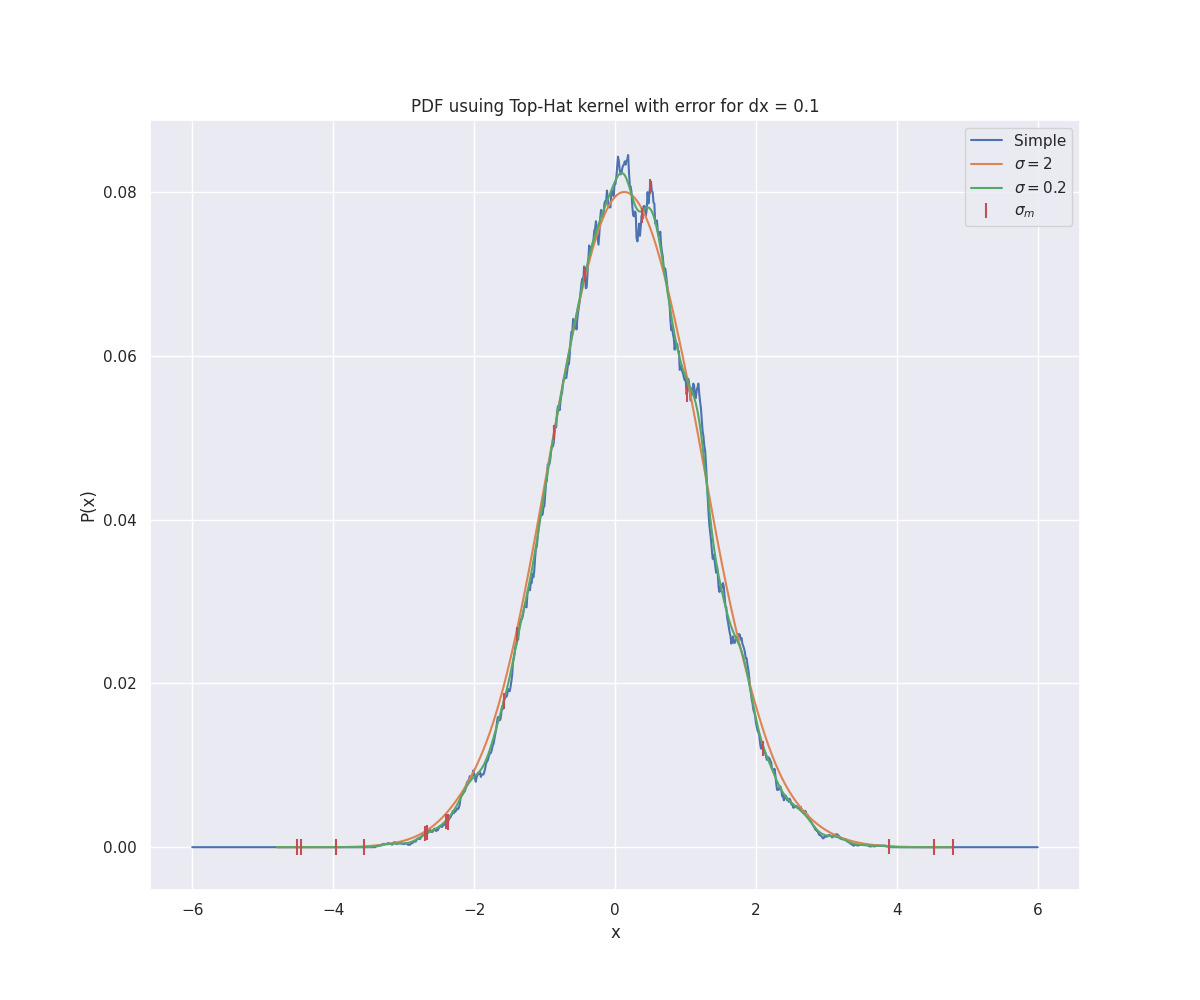 PDF usuing Top-Hat kernel with error for dx = 0.1
Simple
σ = 2
σ = 0.2
σm
0.08
0.06
0.04
0.02
0.00
P(x)
−6 −4 −2 0 2 4 6
x